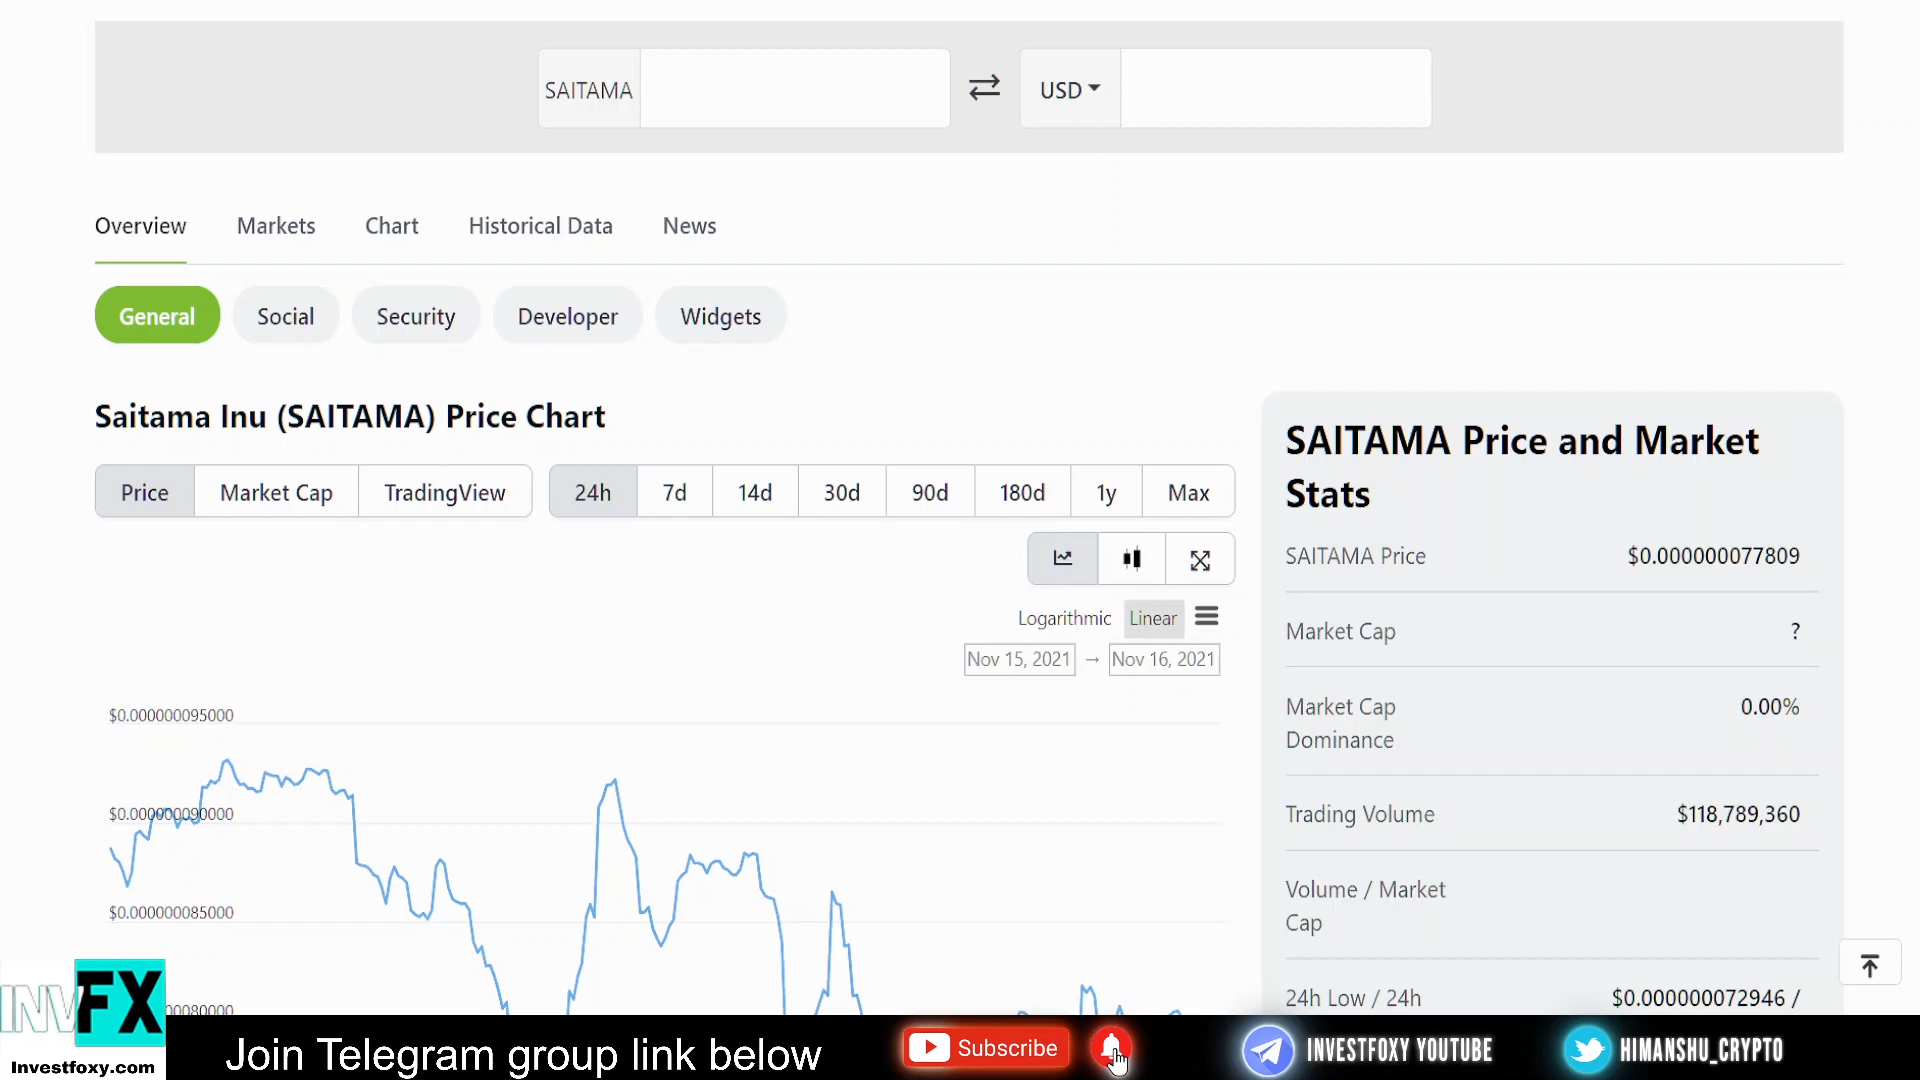 SAITAMA
USD
Overview Markets Chart Historical Data News
General Social Security Developer Widgets
Saitama Inu (SAITAMA) Price Chart
Price Market Cap TradingView 24h 7d 14d 30d 90d 180d 1y Max
Logarithmic Linear
Nov 15, 2021 → Nov 16, 2021
$0.000000095000
$0.000000090000
$0.000000085000
SAITAMA Price and Market
Stats
SAITAMA Price $0.000000077809
Market Cap ?
Market Cap
Dominance 0.00%
Trading Volume $118,789,360
Volume / Market
Cap
24h Low / 24h $0.000000072946 /
INVFX
Investfoxy.com
Join Telegram group link below
Subscribe
INVESTFOXY YOUTUBE
HIMANSHU_CRYPTO